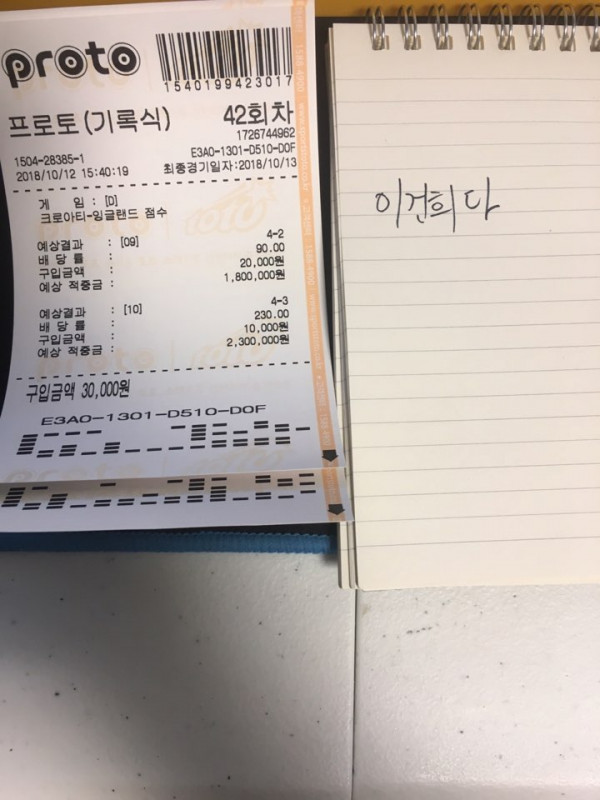 proto
1540199423017
프로토(기록식) 42회차
1726744962
1504-28385-1 E3A0-1301-D510-D0F
2018/10/12 15:40:19 최종경기일자:2018/10/13
게 임 : [D]
크로아티-잉글랜드 점수
예상결과 : [09] 4-2
배 당 률 : 90.00
구입금액 : 20,000원
예상 적중금 : 1,800,000원
예상결과 : [10] 4-3
배 당 률 : 230.00
구입금액 : 10,000원
예상 적중금 : 2,300,000원
구입금액 30,000원
E3A0-1301-D510-D0F
이건희다